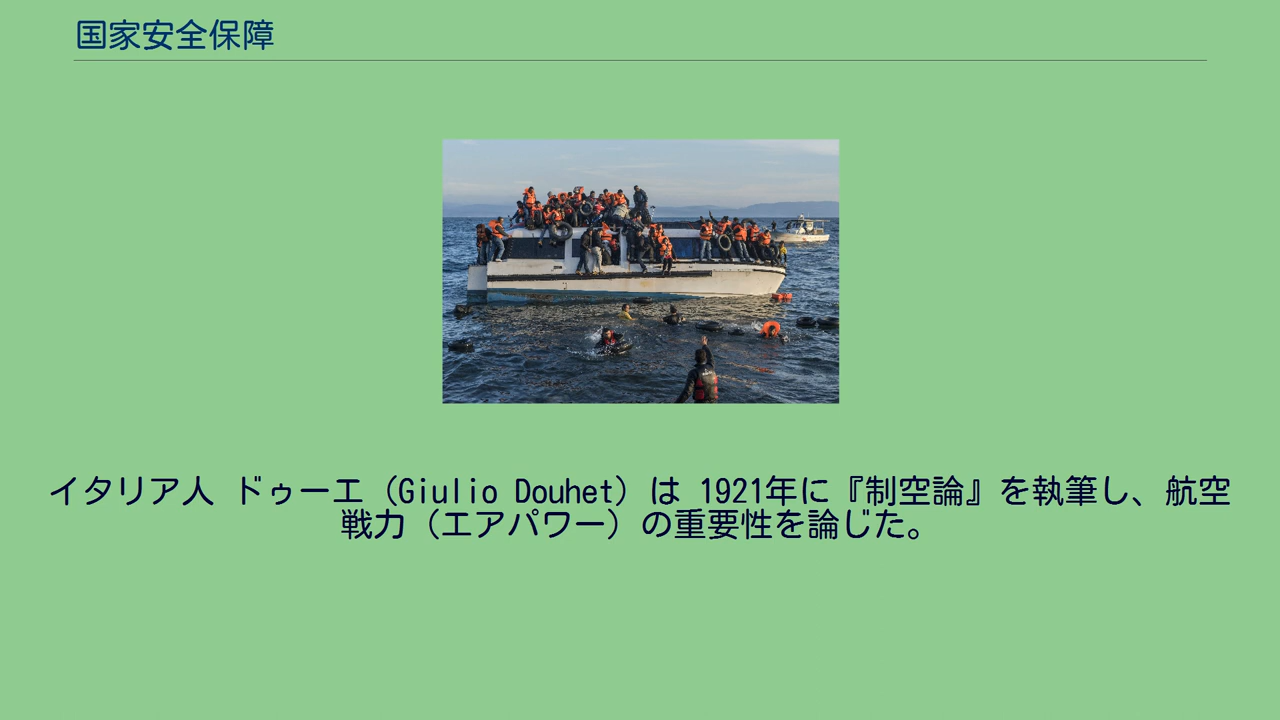 国家安全保障
イタリア人 ドゥーエ（Giulio Douhet）は 1921年に『制空論』を執筆し、航空
戦力（エアパワー）の重要性を論じた。